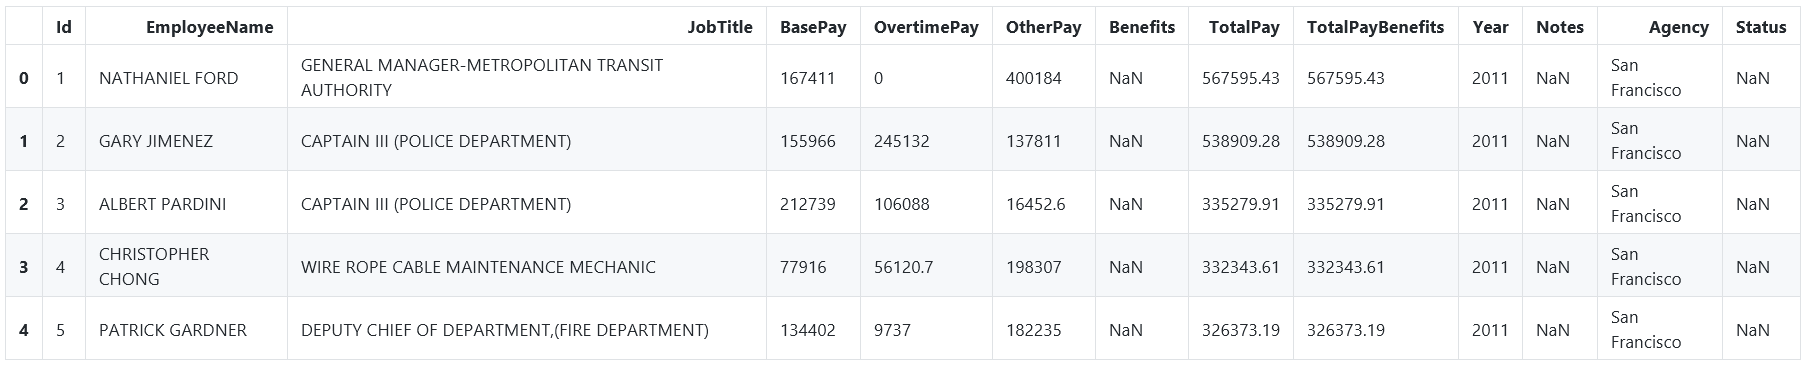 Id EmployeeName JobTitle BasePay OvertimePay OtherPay Benefits TotalPay TotalPayBenefits Year Notes Agency Status
0 1 NATHANIEL FORD GENERAL MANAGER-METROPOLITAN TRANSIT AUTHORITY 167411 0 400184 NaN 567595.43 567595.43 2011 NaN San Francisco NaN
1 2 GARY JIMENEZ CAPTAIN III (POLICE DEPARTMENT) 155966 245132 137811 NaN 538909.28 538909.28 2011 NaN San Francisco NaN
2 3 ALBERT PARDINI CAPTAIN III (POLICE DEPARTMENT) 212739 106088 16452.6 NaN 335279.91 335279.91 2011 NaN San Francisco NaN
3 4 CHRISTOPHER CHONG WIRE ROPE CABLE MAINTENANCE MECHANIC 77916 56120.7 198307 NaN 332343.61 332343.61 2011 NaN San Francisco NaN
4 5 PATRICK GARDNER DEPUTY CHIEF OF DEPARTMENT,(FIRE DEPARTMENT) 134402 9737 182235 NaN 326373.19 326373.19 2011 NaN San Francisco NaN